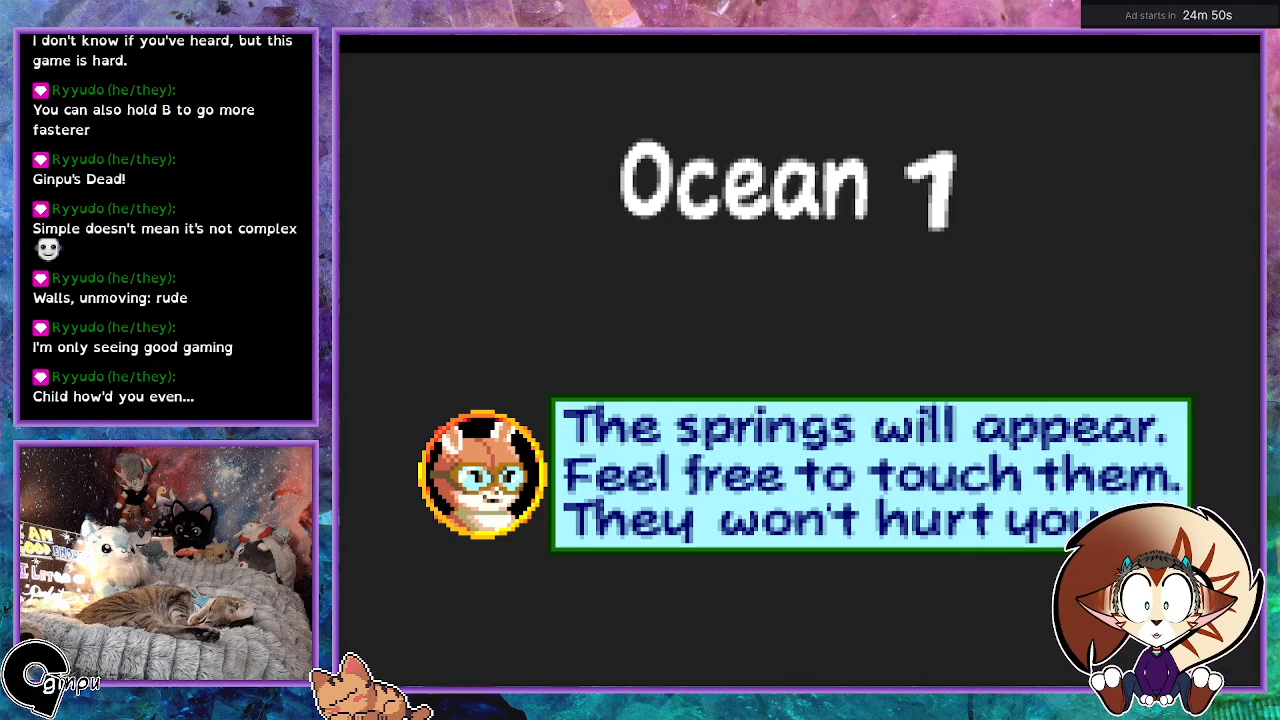 Ad starts in 24m 50s
I don't know if you've heard, but this
game is hard.
Ryyudo (he/they):
You can also hold B to go more
fasterer
Ryyudo (he/they):
Ginpu's Dead!
Ryyudo (he/they):
Simple doesn't mean it's not complex
Ryyudo (he/they):
Walls, unmoving: rude
Ryyudo (he/they):
I'm only seeing good gaming
Ryyudo (he/they):
Child how'd you even...
Ocean 1
The springs will appear.
Feel free to touch them.
They won't hurt you
AM
Ginpu